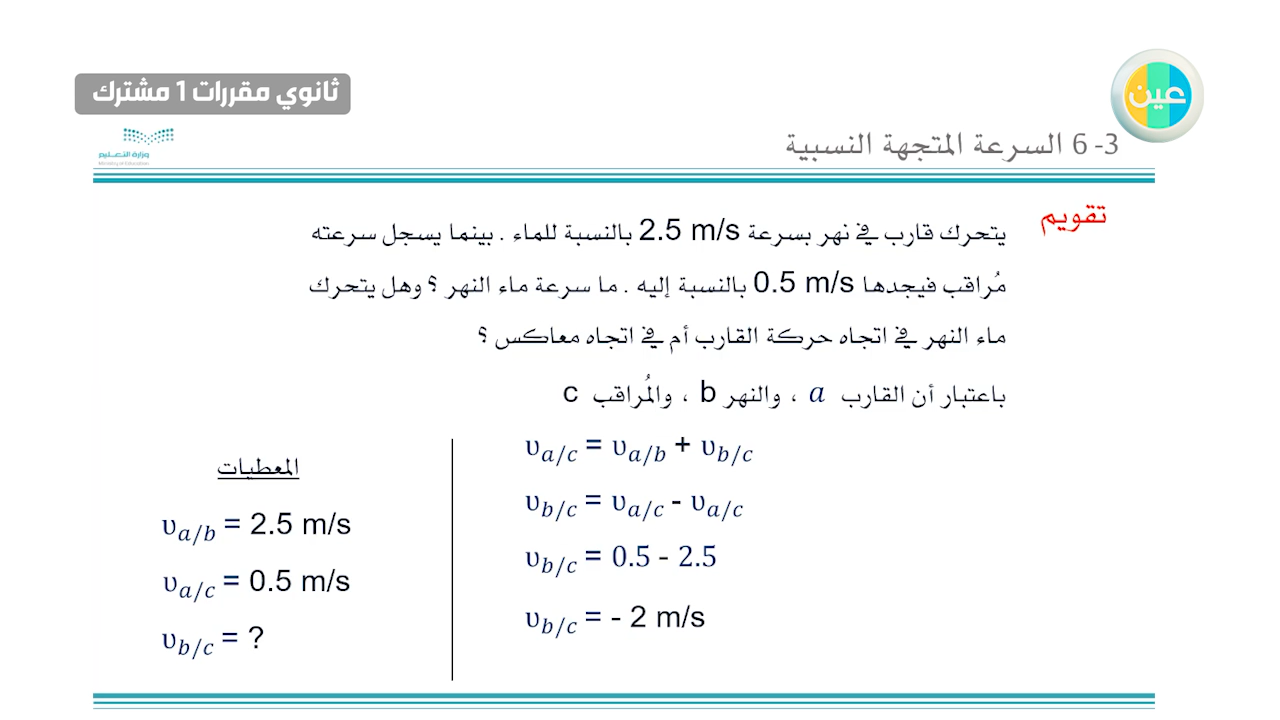 ثانوي مقررات 1 مشترك
عين
وزارة التعليم
Ministry of Education
6 -3 السرعة المتجهة النسبية
تقويم
يتحرك قارب في نهر بسرعة 2.5 m/s بالنسبة للماء . بينما يسجل سرعته
مُراقب فيجدها 0.5 m/s بالنسبة إليه . ما سرعة ماء النهر ؟ وهل يتحرك
ماء النهر في اتجاه حركة القارب أم في اتجاه معاكس ؟
باعتبار أن القارب a ، والنهر b ، والمُراقب c
υa/c = υa/b + υb/c
υb/c = υa/c - υa/c
υb/c = 0.5 - 2.5
υb/c = - 2 m/s
المعطيات
υa/b = 2.5 m/s
υa/c = 0.5 m/s
υb/c = ?